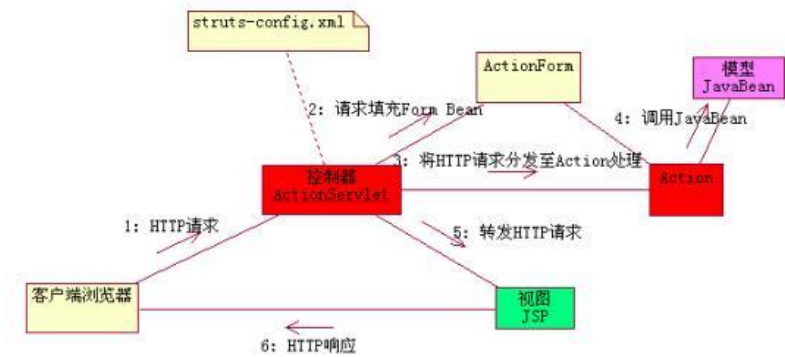 struts-config.xml
ActionForm
模型
JavaBean
2: 请求填充Form Bean
4: 调用JavaBean
3: 将HTTP请求分发至Action处理
控制器
ActionServlet
Action
1: HTTP请求
5: 转发HTTP请求
客户端浏览器
视图
JSP
6: HTTP响应